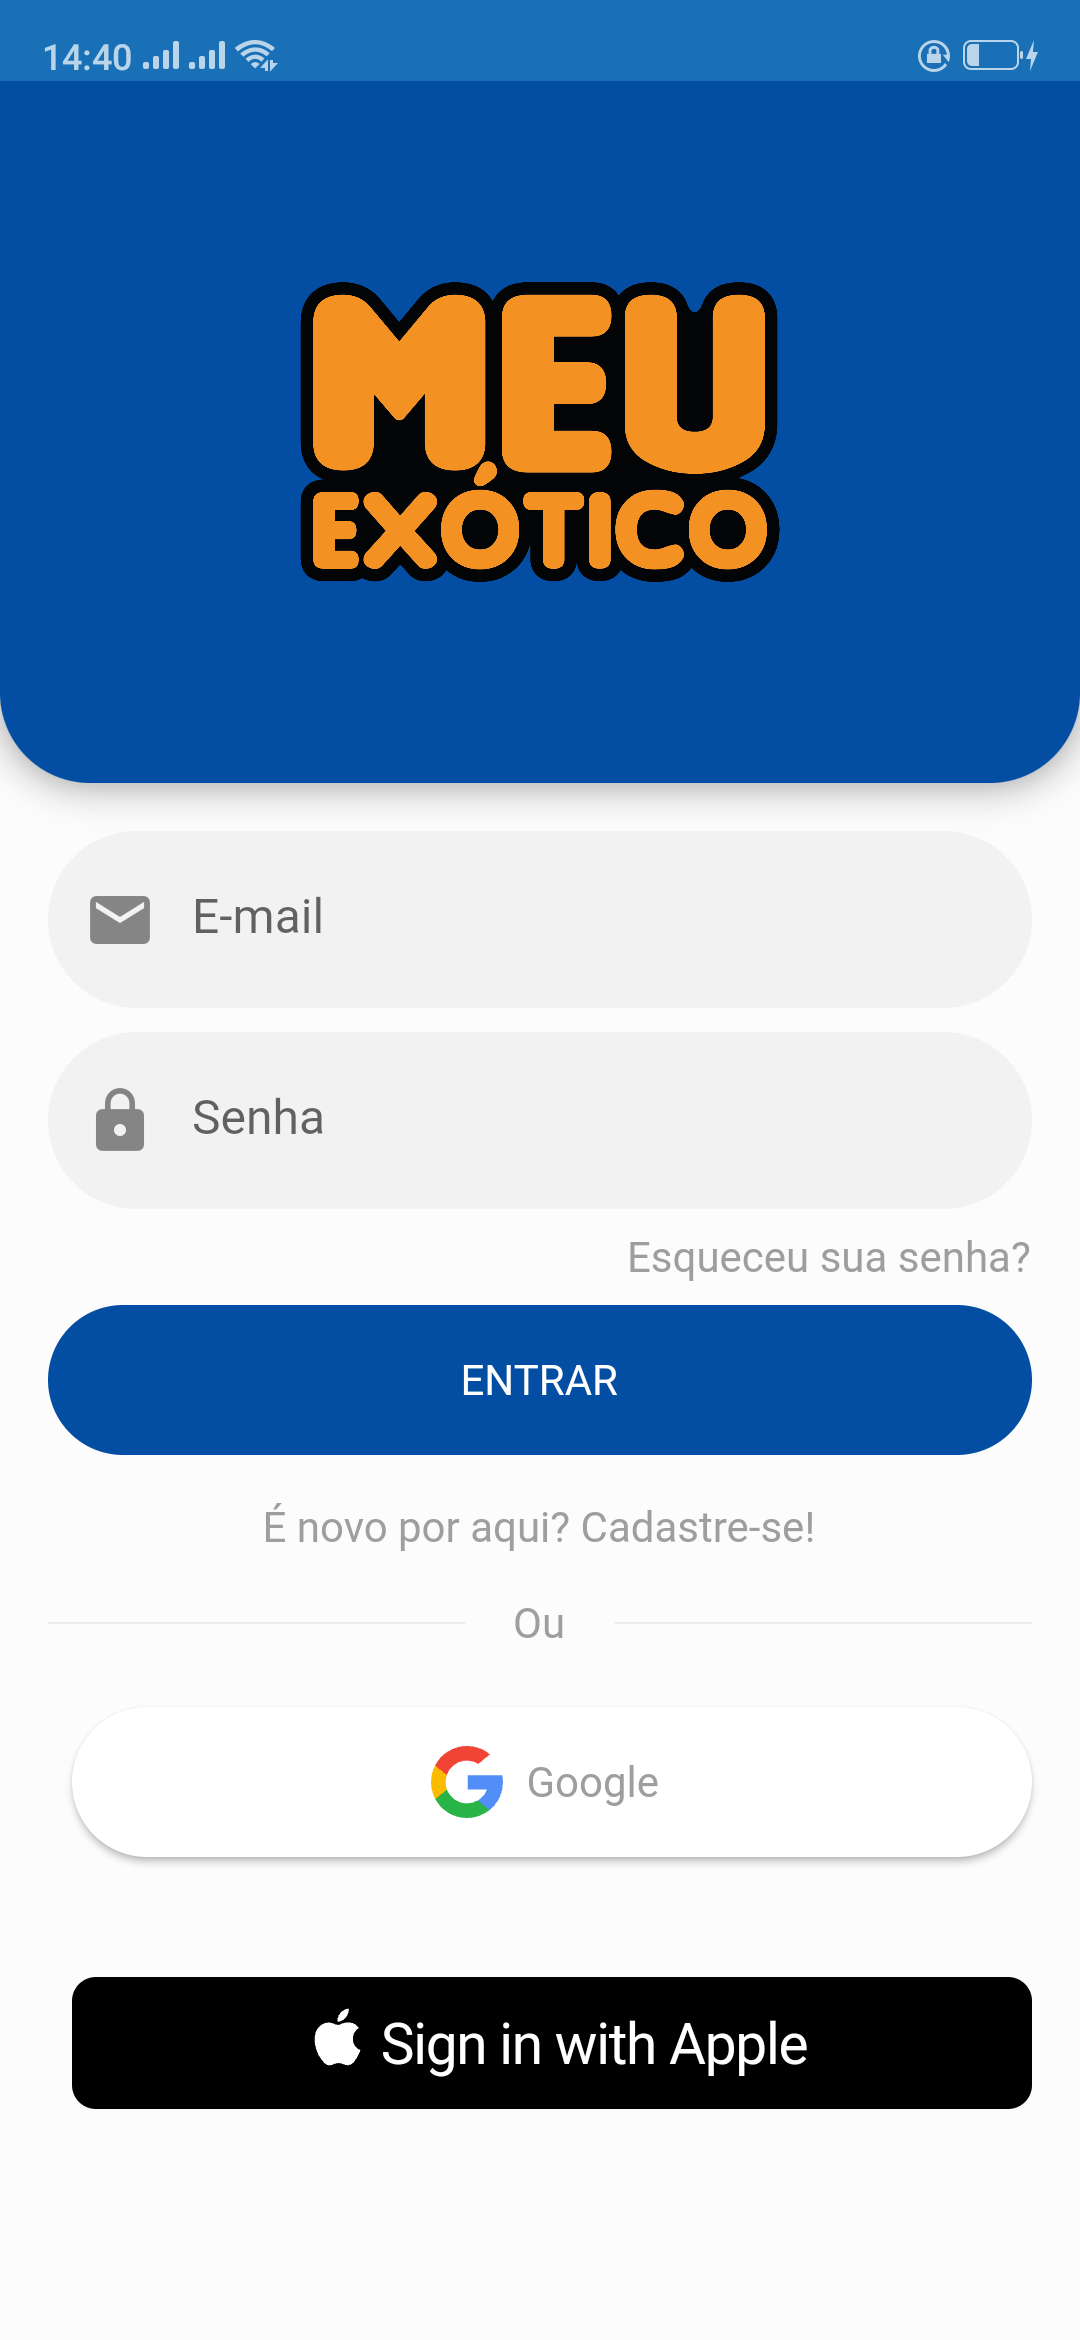 14:40
MEU
EXÓTICO
E-mail
Senha
Esqueceu sua senha?
ENTRAR
É novo por aqui? Cadastre-se!
Ou
Google
Sign in with Apple